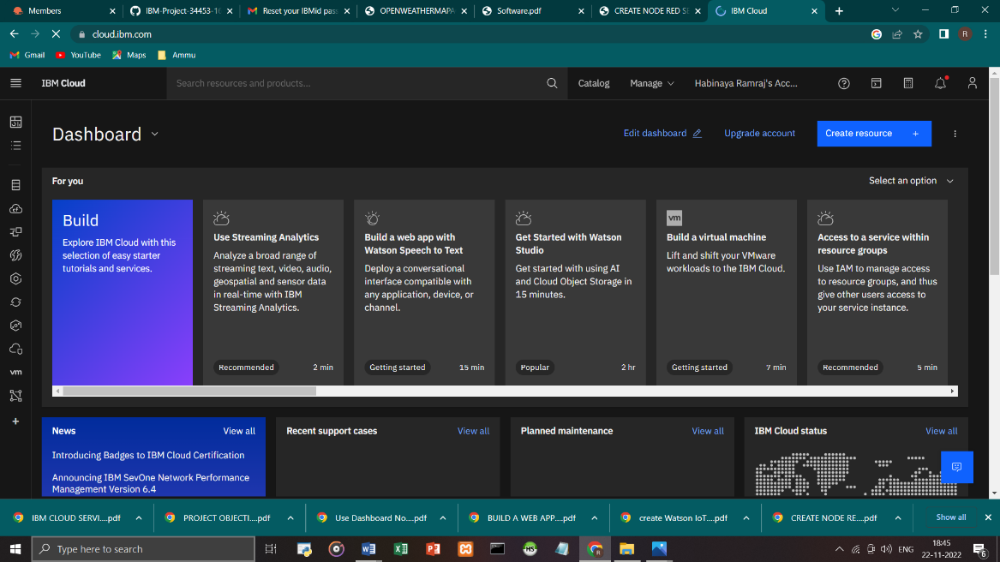 Members
IBM-Project-34453-16
Reset your IBMid pas
OPENWEATHERMAPA
Software.pdf
CREATE NODE RED SE
IBM Cloud
cloud.ibm.com
R
Gmail
YouTube
Maps
Ammu
IBM Cloud
Search resources and products...
Catalog
Manage
Habinaya Ramraj's Acc...
Dashboard
Edit dashboard
Upgrade account
Create resource +
For you
Select an option
Build
Explore IBM Cloud with this
selection of easy starter
tutorials and services.
Use Streaming Analytics
Analyze a broad range of
streaming text, video, audio,
geospatial and sensor data
in real-time with IBM
Streaming Analytics.
Recommended
2 min
Build a web app with
Watson Speech to Text
Deploy a conversational
interface compatible with
any application, device, or
channel.
Getting started
15 min
Get Started with Watson
Studio
Get started with using AI
and Cloud Object Storage in
15 minutes.
Popular
2 hr
vm
Build a virtual machine
Lift and shift your VMware
workloads to the IBM Cloud.
Getting started
7 min
Access to a service within
resource groups
Use IAM to manage access
to resource groups, and thus
give other users access to
your service instance.
Recommended
5 min
vm
News
View all
Introducing Badges to IBM Cloud Certification
Announcing IBM SevOne Network Performance
Management Version 6.4
Recent support cases
View all
Planned maintenance
View all
IBM Cloud status
View all
IBM CLOUD SERVI....pdf
PROJECT OBJECTI....pdf
Use Dashboard No....pdf
BUILD A WEB APP....pdf
create Watson IoT....pdf
CREATE NODE RE....pdf
Show all
Type here to search
ENG
18:45
22-11-2022
6